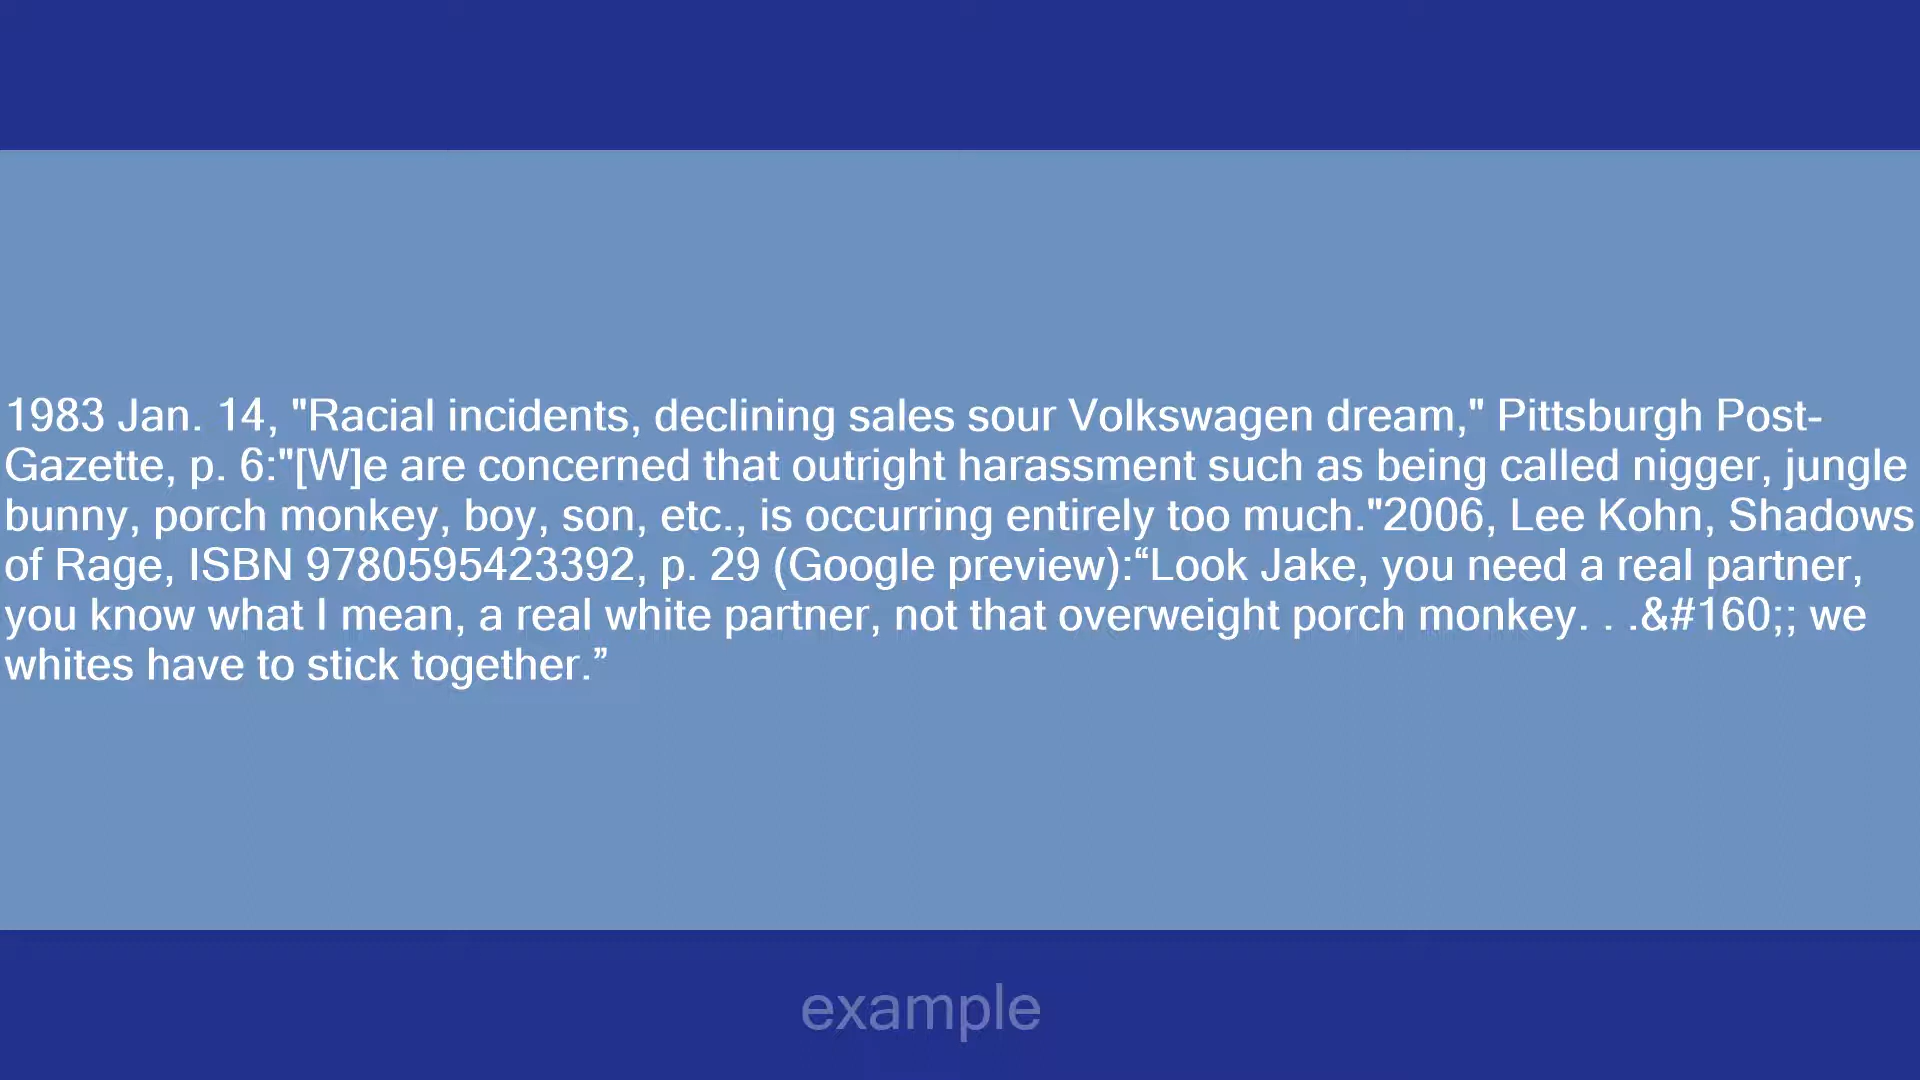 1983 Jan. 14, "Racial incidents, declining sales sour Volkswagen dream," Pittsburgh Post-
Gazette, p. 6:"[W]e are concerned that outright harassment such as being called nigger, jungle
bunny, porch monkey, boy, son, etc., is occurring entirely too much."2006, Lee Kohn, Shadows
of Rage, ISBN 9780595423392, p. 29 (Google preview):“Look Jake, you need a real partner,
you know what I mean, a real white partner, not that overweight porch monkey. . .&#160;; we
whites have to stick together.”
example